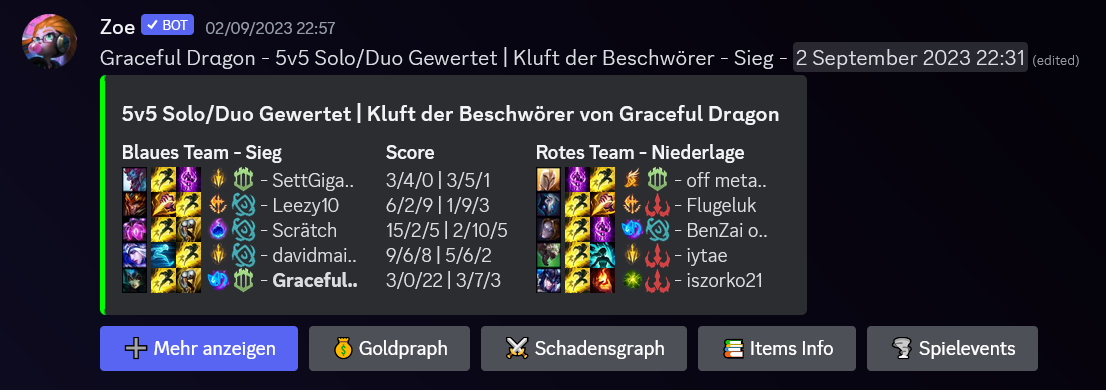 Zoe BOT 02/09/2023 22:57
Graceful Dragon - 5v5 Solo/Duo Gewertet | Kluft der Beschwörer - Sieg - 2 September 2023 22:31 (edited)
5v5 Solo/Duo Gewertet | Kluft der Beschwörer von Graceful Dragon
Blaues Team - Sieg Score Rotes Team - Niederlage
- SettGiga.. 3/4/0 | 3/5/1 - off meta..
- Leezy10 6/2/9 | 1/9/3 - Flugeluk
- Scrätch 15/2/5 | 2/10/5 - BenZai o..
- davidmai.. 9/6/8 | 5/6/2 - iytae
- Graceful.. 3/0/22 | 3/7/3 - iszorko21
Mehr anzeigen Goldpraph Schadensgraph Items Info Spielevents